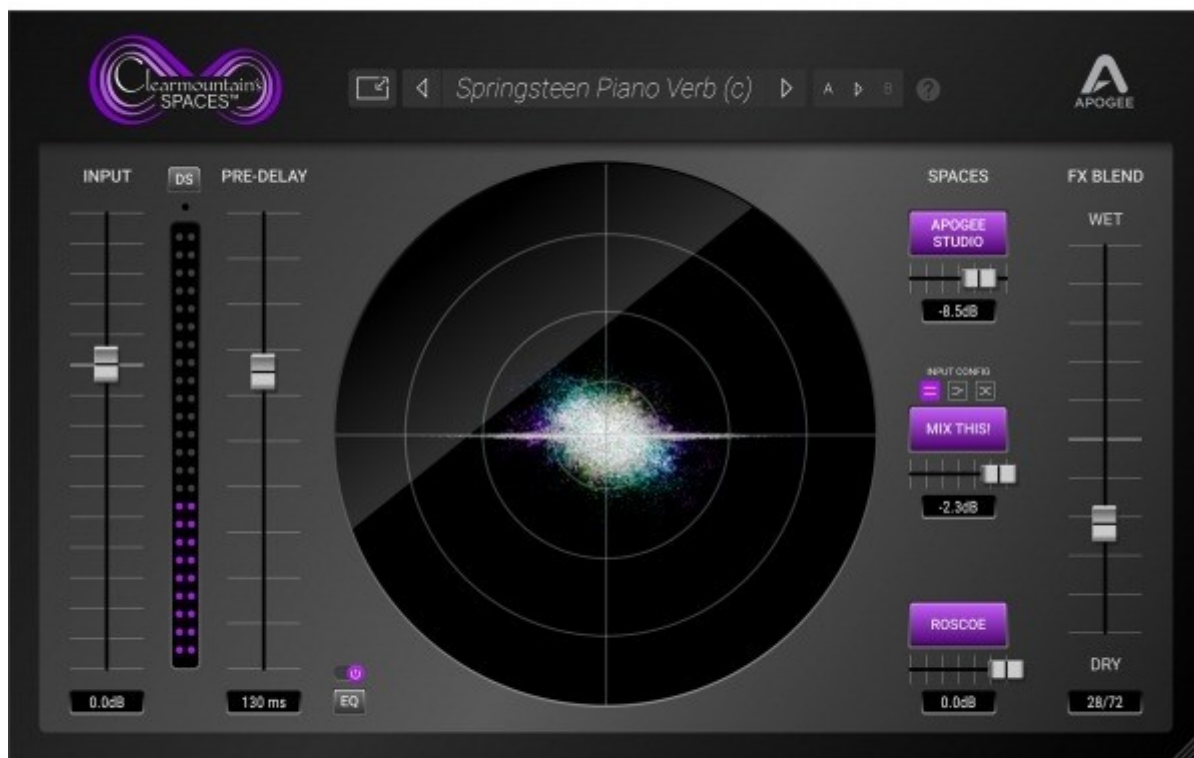 Clearmountain's
SPACES™
Springsteen Piano Verb (c)
A
B
?
APOGEE
INPUT
DS
PRE-DELAY
SPACES
FX BLEND
WET
APOGEE
STUDIO
-8.5dB
INPUT CONFIG
MIX THIS!
-2.3dB
ROSCOE
DRY
EQ
0.0dB
130 ms
0.0dB
28/72